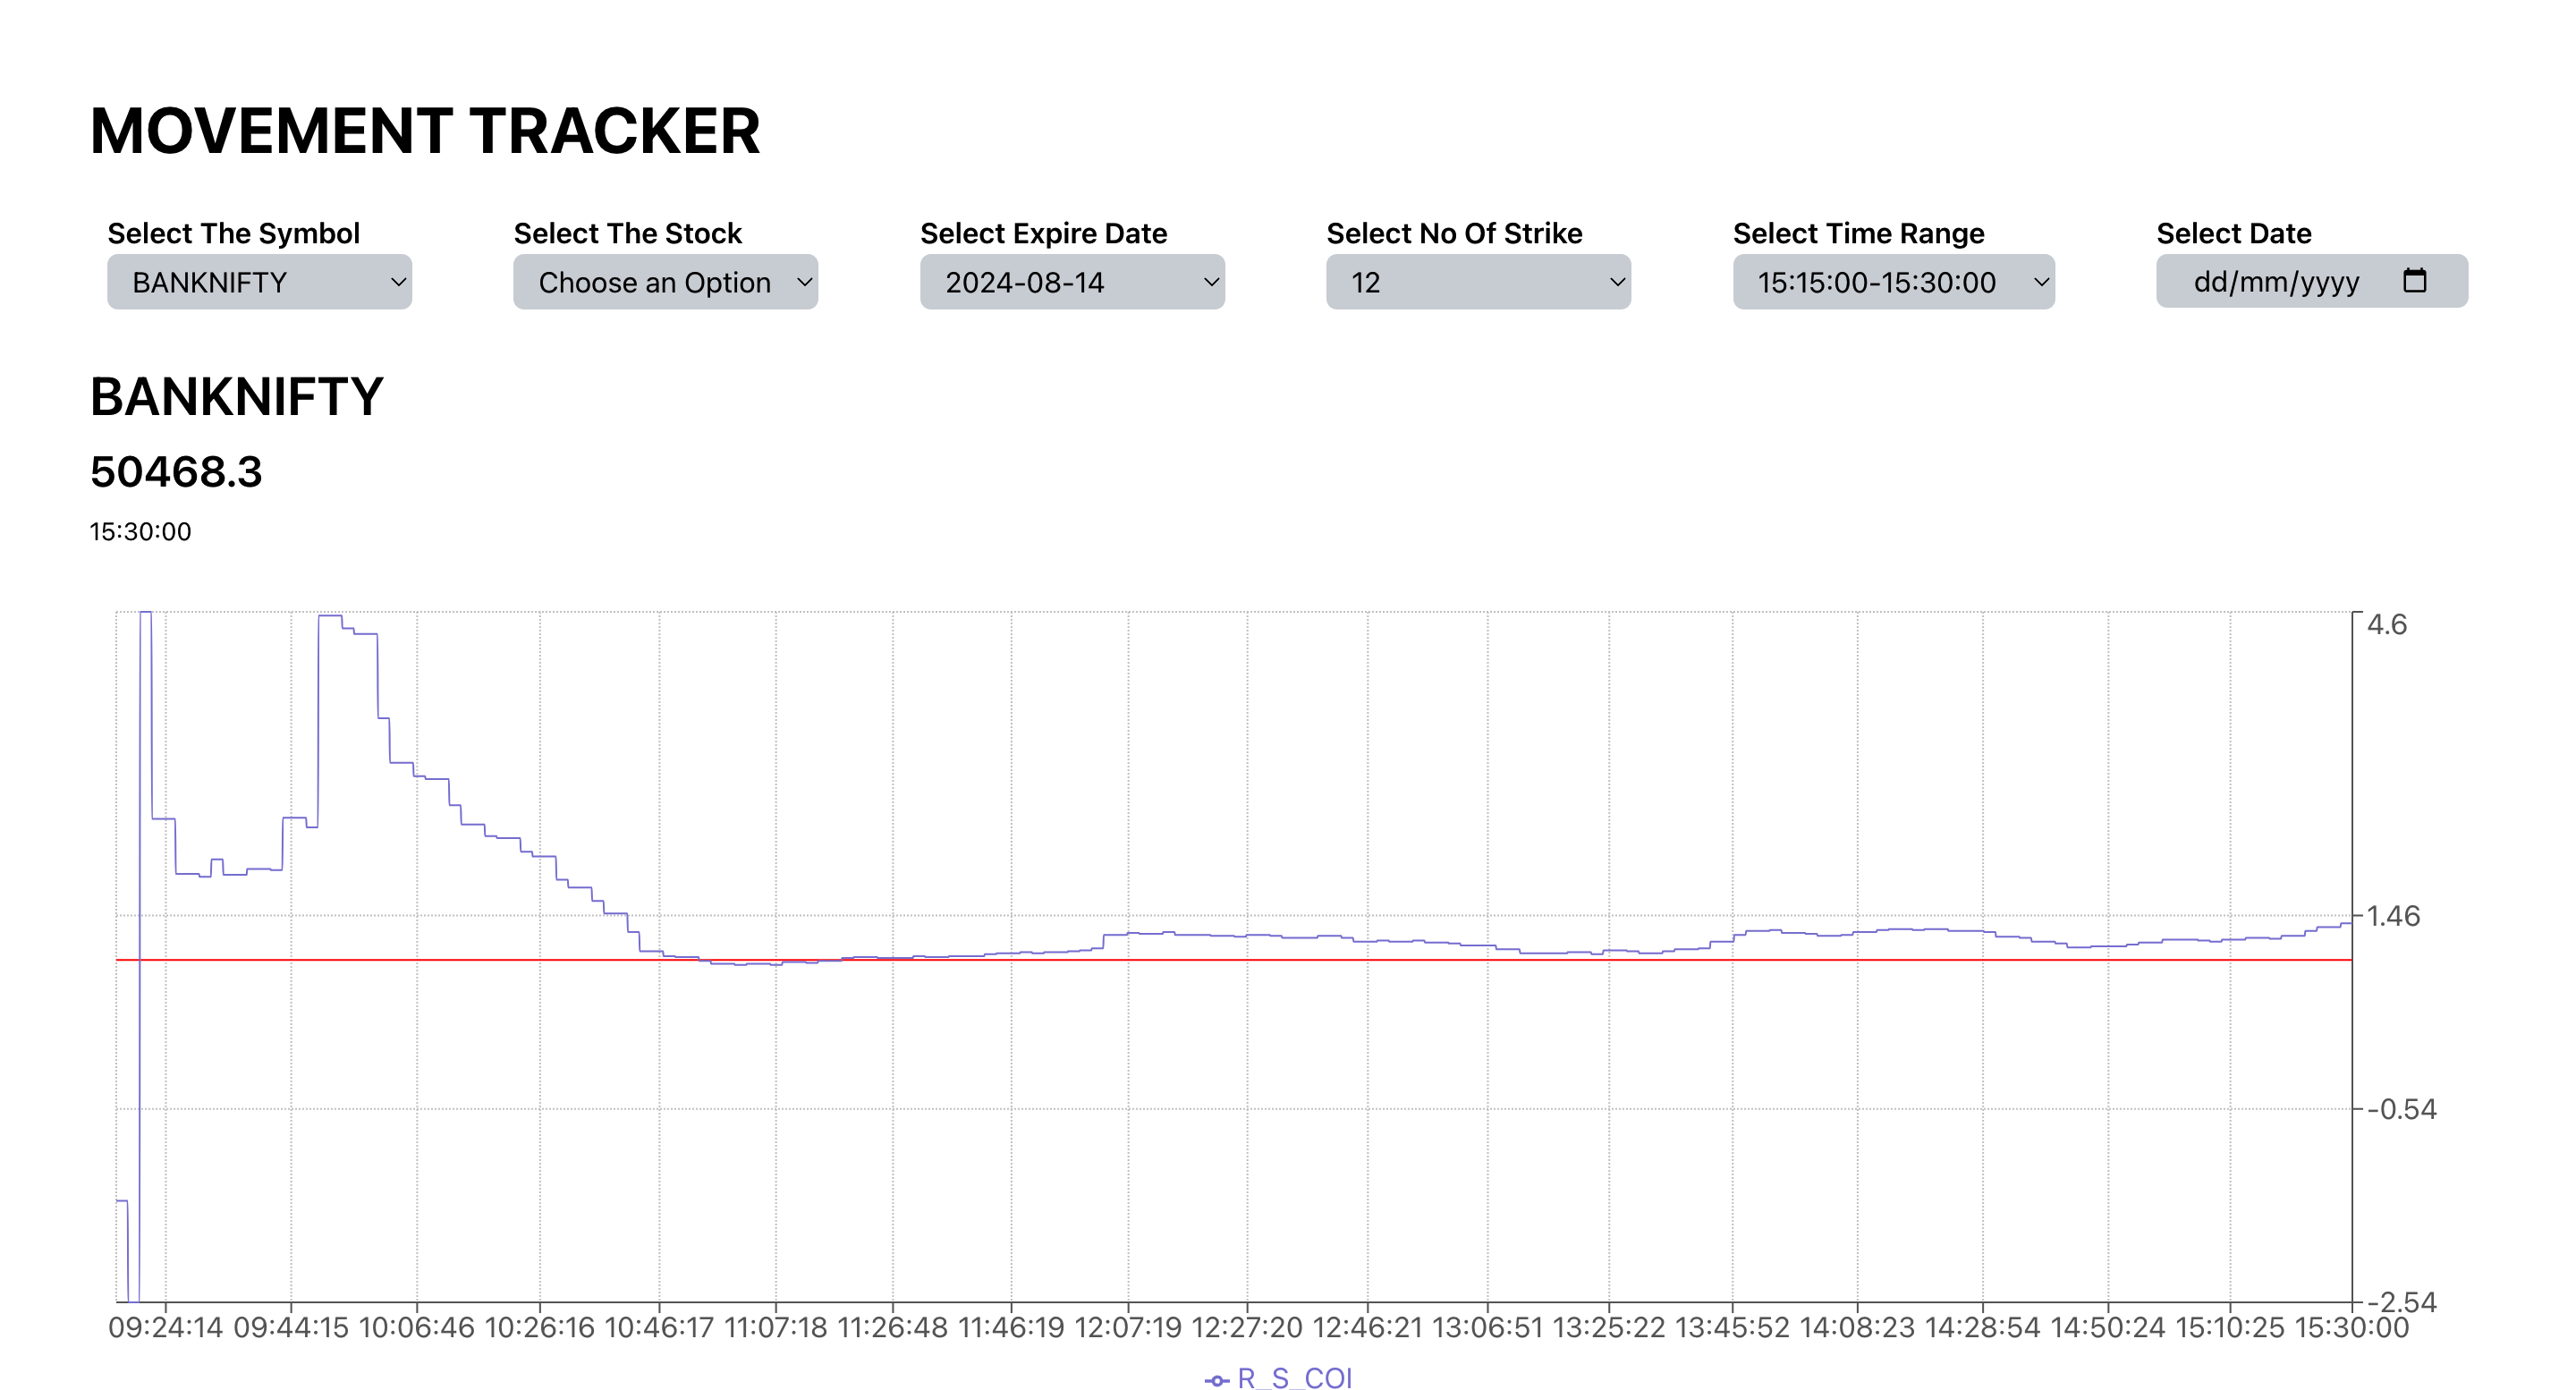 MOVEMENT TRACKER
Select The Symbol Select The Stock Select Expire Date Select No Of Strike Select Time Range Select Date
BANKNIFTY Choose an Option 2024-08-14 12 15:15:00-15:30:00 dd/mm/yyyy
BANKNIFTY
50468.3
15:30:00
4.6
1.46
-0.54
-2.54
09:24:14 09:44:15 10:06:46 10:26:16 10:46:17 11:07:18 11:26:48 11:46:19 12:07:19 12:27:20 12:46:21 13:06:51 13:25:22 13:45:52 14:08:23 14:28:54 14:50:24 15:10:25 15:30:00
R_S_COI